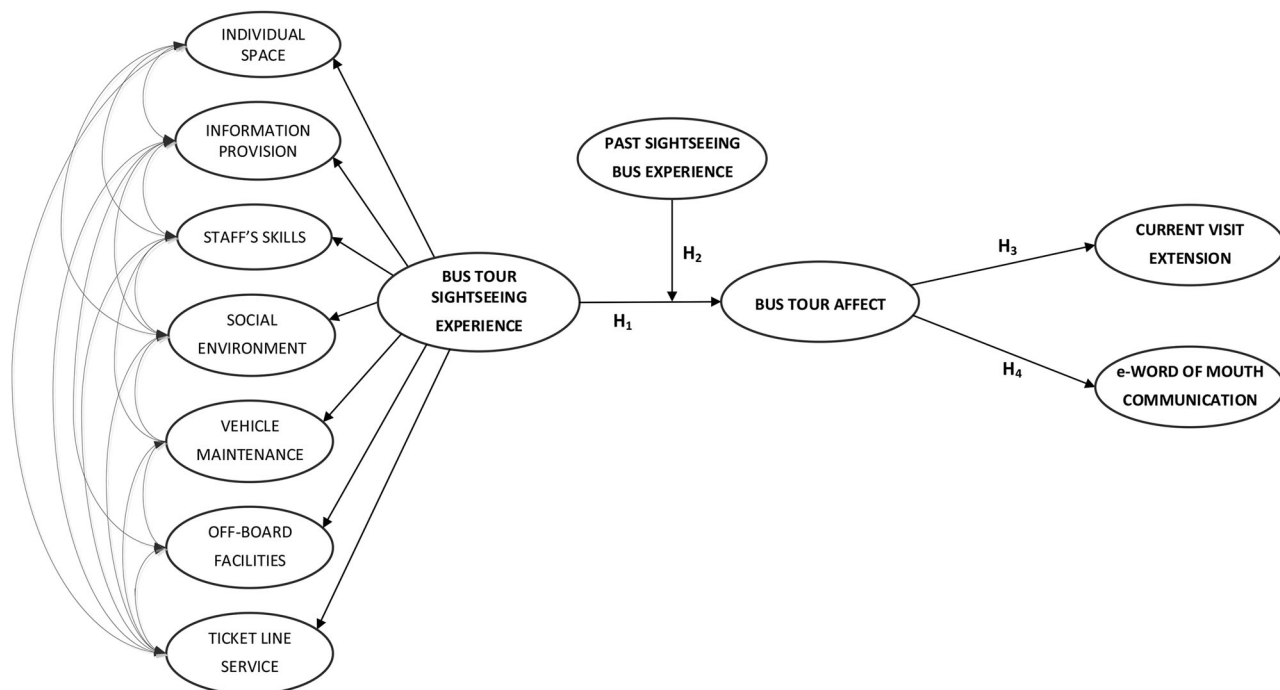 INDIVIDUAL
SPACE
INFORMATION
PROVISION
STAFF'S SKILLS
SOCIAL
ENVIRONMENT
VEHICLE
MAINTENANCE
OFF-BOARD
FACILITIES
TICKET LINE
SERVICE
BUS TOUR
SIGHTSEEING
EXPERIENCE
H₁
PAST SIGHTSEEING
BUS EXPERIENCE
H₂
BUS TOUR AFFECT
H₃
CURRENT VISIT
EXTENSION
H₄
e-WORD OF MOUTH
COMMUNICATION